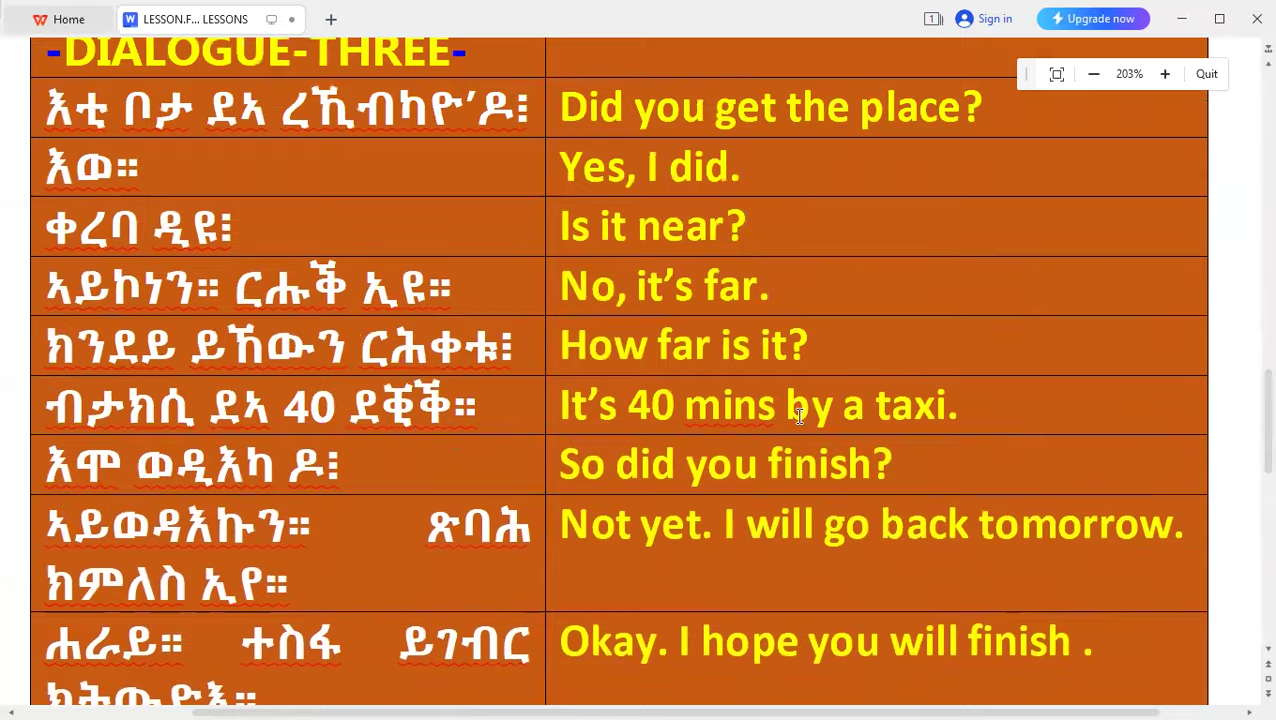 Home
LESSON.F... LESSONS
1
Sign in
Upgrade now
203%
Quit
-DIALOGUE-THREE-
እቲ ቦታ ደኣ ረኺብካዮ’ዶ፧
Did you get the place?
እወ።
Yes, I did.
ቀረባ ዲዩ፧
Is it near?
ኣይኮነን። ርሑቕ ኢዩ።
No, it’s far.
ክንደይ ይኸውን ርሕቀቱ፧
How far is it?
ብታክሲ ደኣ 40 ደቒቕ።
It’s 40 mins by a taxi.
እሞ ወዲእካ ዶ፧
So did you finish?
ኣይወዳእኩን። ጽባሕ
ክምለስ ኢየ።
Not yet. I will go back tomorrow.
ሐራይ። ተስፋ ይገብር
Okay. I hope you will finish .
ክትውድእ።